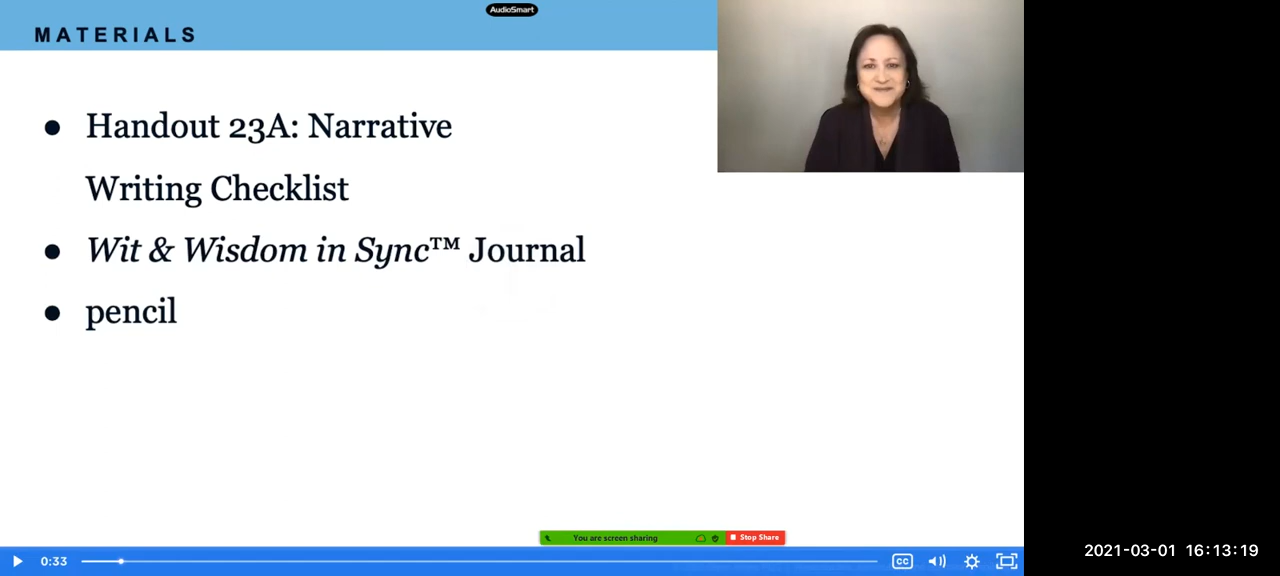 AudioSmart
MATERIALS
● Handout 23A: Narrative
Writing Checklist
● Wit & Wisdom in Sync™ Journal
● pencil
You are screen sharing
Stop Share
0:33
CC
2021-03-01 16:13:19